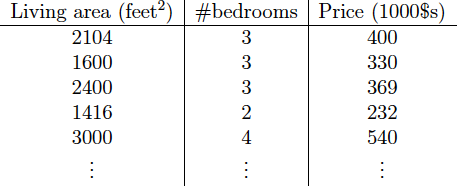 Living area (feet²) #bedrooms Price (1000$s)
2104 3 400
1600 3 330
2400 3 369
1416 2 232
3000 4 540
⋮ ⋮ ⋮